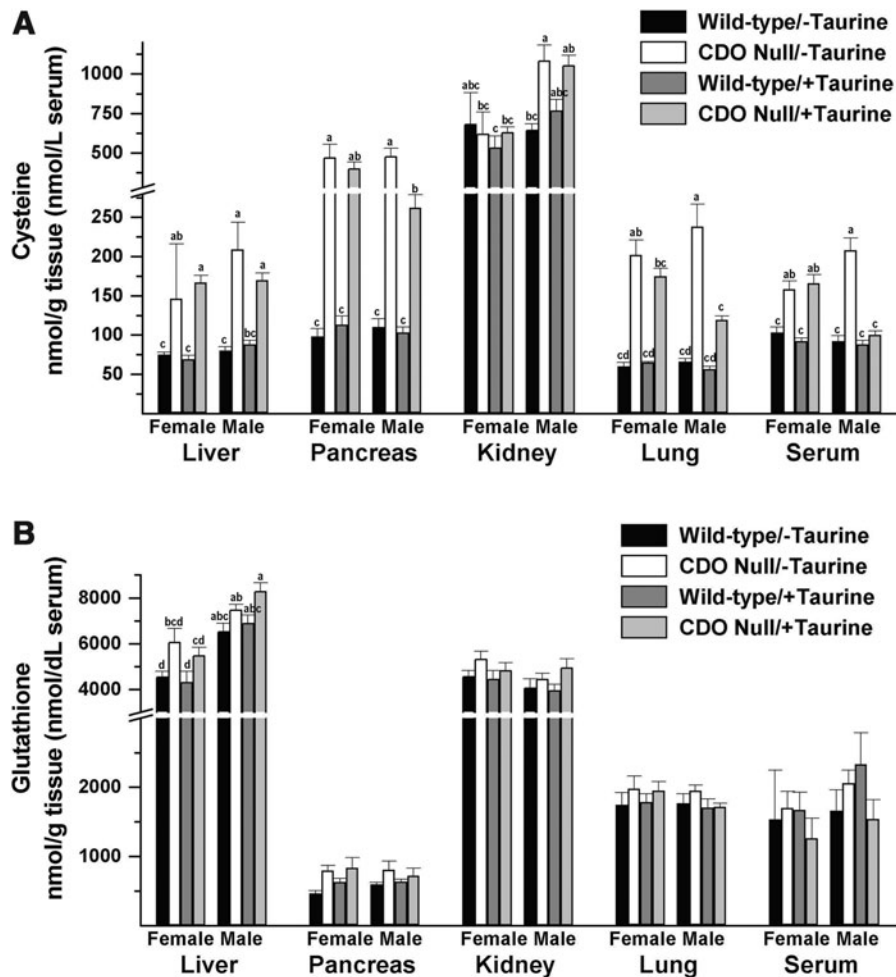 A
Wild-type/-Taurine
CDO Null/-Taurine
Wild-type/+Taurine
CDO Null/+Taurine
Cysteine
nmol/g tissue (nmol/L serum)
1000
750
500
250
200
150
100
50
c ab c a c a bc a
c a c ab c a c b
abc bc c bc bc a abc ab
cd ab cd bc cd a cd c
c ab c ab c a c c
Female Male Female Male Female Male Female Male Female Male
Liver Pancreas Kidney Lung Serum
B
Wild-type/-Taurine
CDO Null/-Taurine
Wild-type/+Taurine
CDO Null/+Taurine
Glutathione
nmol/g tissue (nmol/dL serum)
8000
6000
4000
2000
1000
d bcd d cd abc ab abc a
Female Male Female Male Female Male Female Male Female Male
Liver Pancreas Kidney Lung Serum